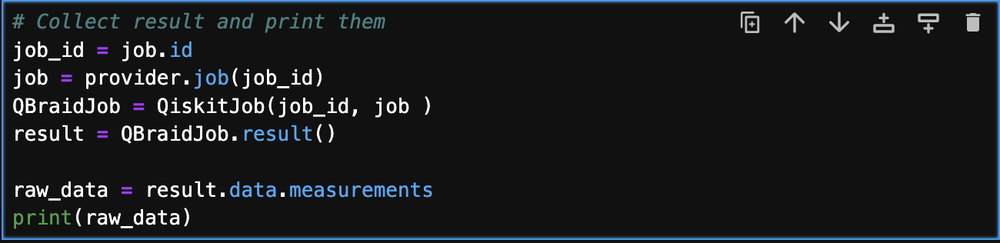 # Collect result and print them
job_id = job.id
job = provider.job(job_id)
QBraidJob = QiskitJob(job_id, job )
result = QBraidJob.result()

raw_data = result.data.measurements
print(raw_data)